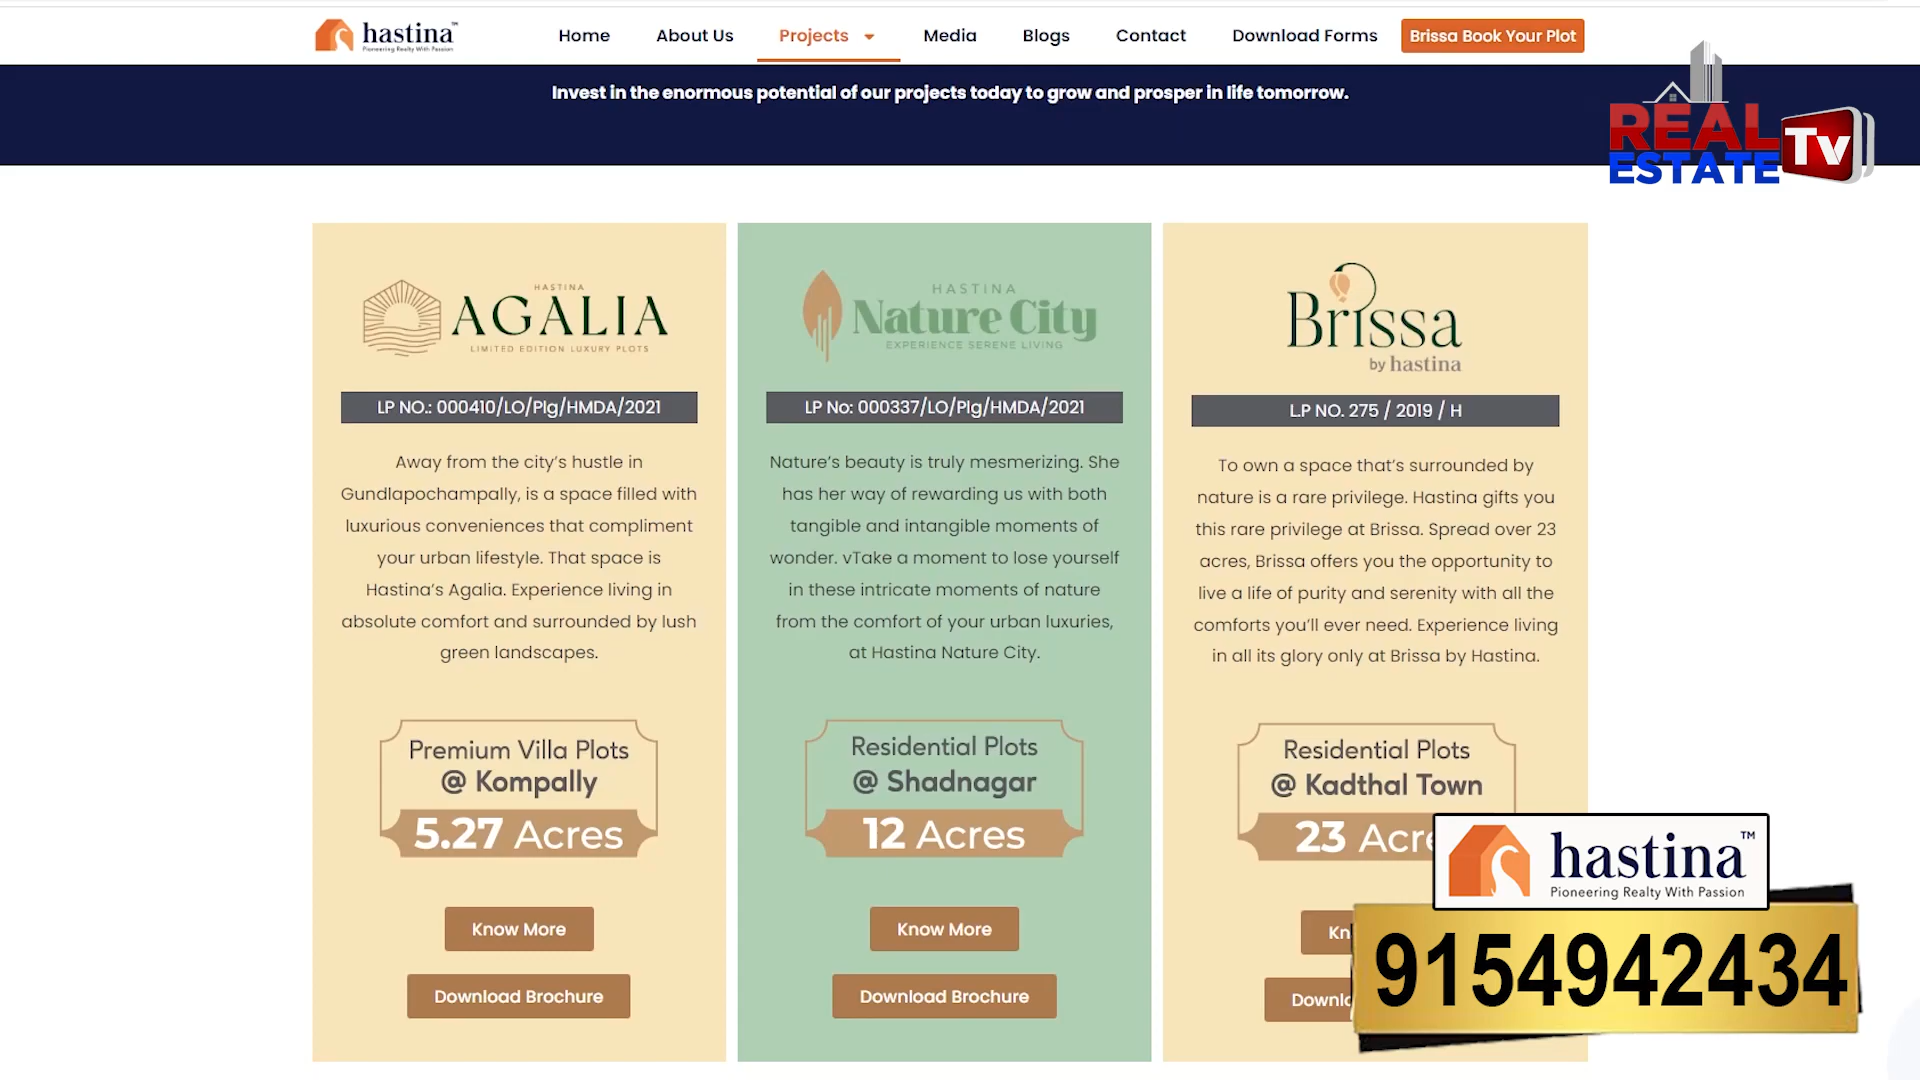 hastina™
Pioneering Realty With Passion
Home
About Us
Projects
Media
Blogs
Contact
Download Forms
Brissa Book Your Plot
Invest in the enormous potential of our projects today to grow and prosper in life tomorrow.
REAL
ESTATE
Tv
HASTINA
AGALIA
LIMITED EDITION LUXURY PLOTS
LP NO.: 000410/LO/Plg/HMDA/2021
Away from the city's hustle in
Gundlapochampally, is a space filled with
luxurious conveniences that compliment
your urban lifestyle. That space is
Hastina's Agalia. Experience living in
absolute comfort and surrounded by lush
green landscapes.
Premium Villa Plots
@ Kompally
5.27 Acres
Know More
Download Brochure
HASTINA
Nature City
EXPERIENCE SERENE LIVING
LP No: 000337/LO/Plg/HMDA/2021
Nature's beauty is truly mesmerizing. She
has her way of rewarding us with both
tangible and intangible moments of
wonder. vTake a moment to lose yourself
in these intricate moments of nature
from the comfort of your urban luxuries,
at Hastina Nature City.
Residential Plots
@ Shadnagar
12 Acres
Know More
Download Brochure
Brissa
by hastina
L.P NO. 275 / 2019 / H
To own a space that's surrounded by
nature is a rare privilege. Hastina gifts you
this rare privilege at Brissa. Spread over 23
acres, Brissa offers you the opportunity to
live a life of purity and serenity with all the
comforts you'll ever need. Experience living
in all its glory only at Brissa by Hastina.
Residential Plots
@ Kadthal Town
23 Acre
Kn
Downlo
hastina™
Pioneering Realty With Passion
9154942434